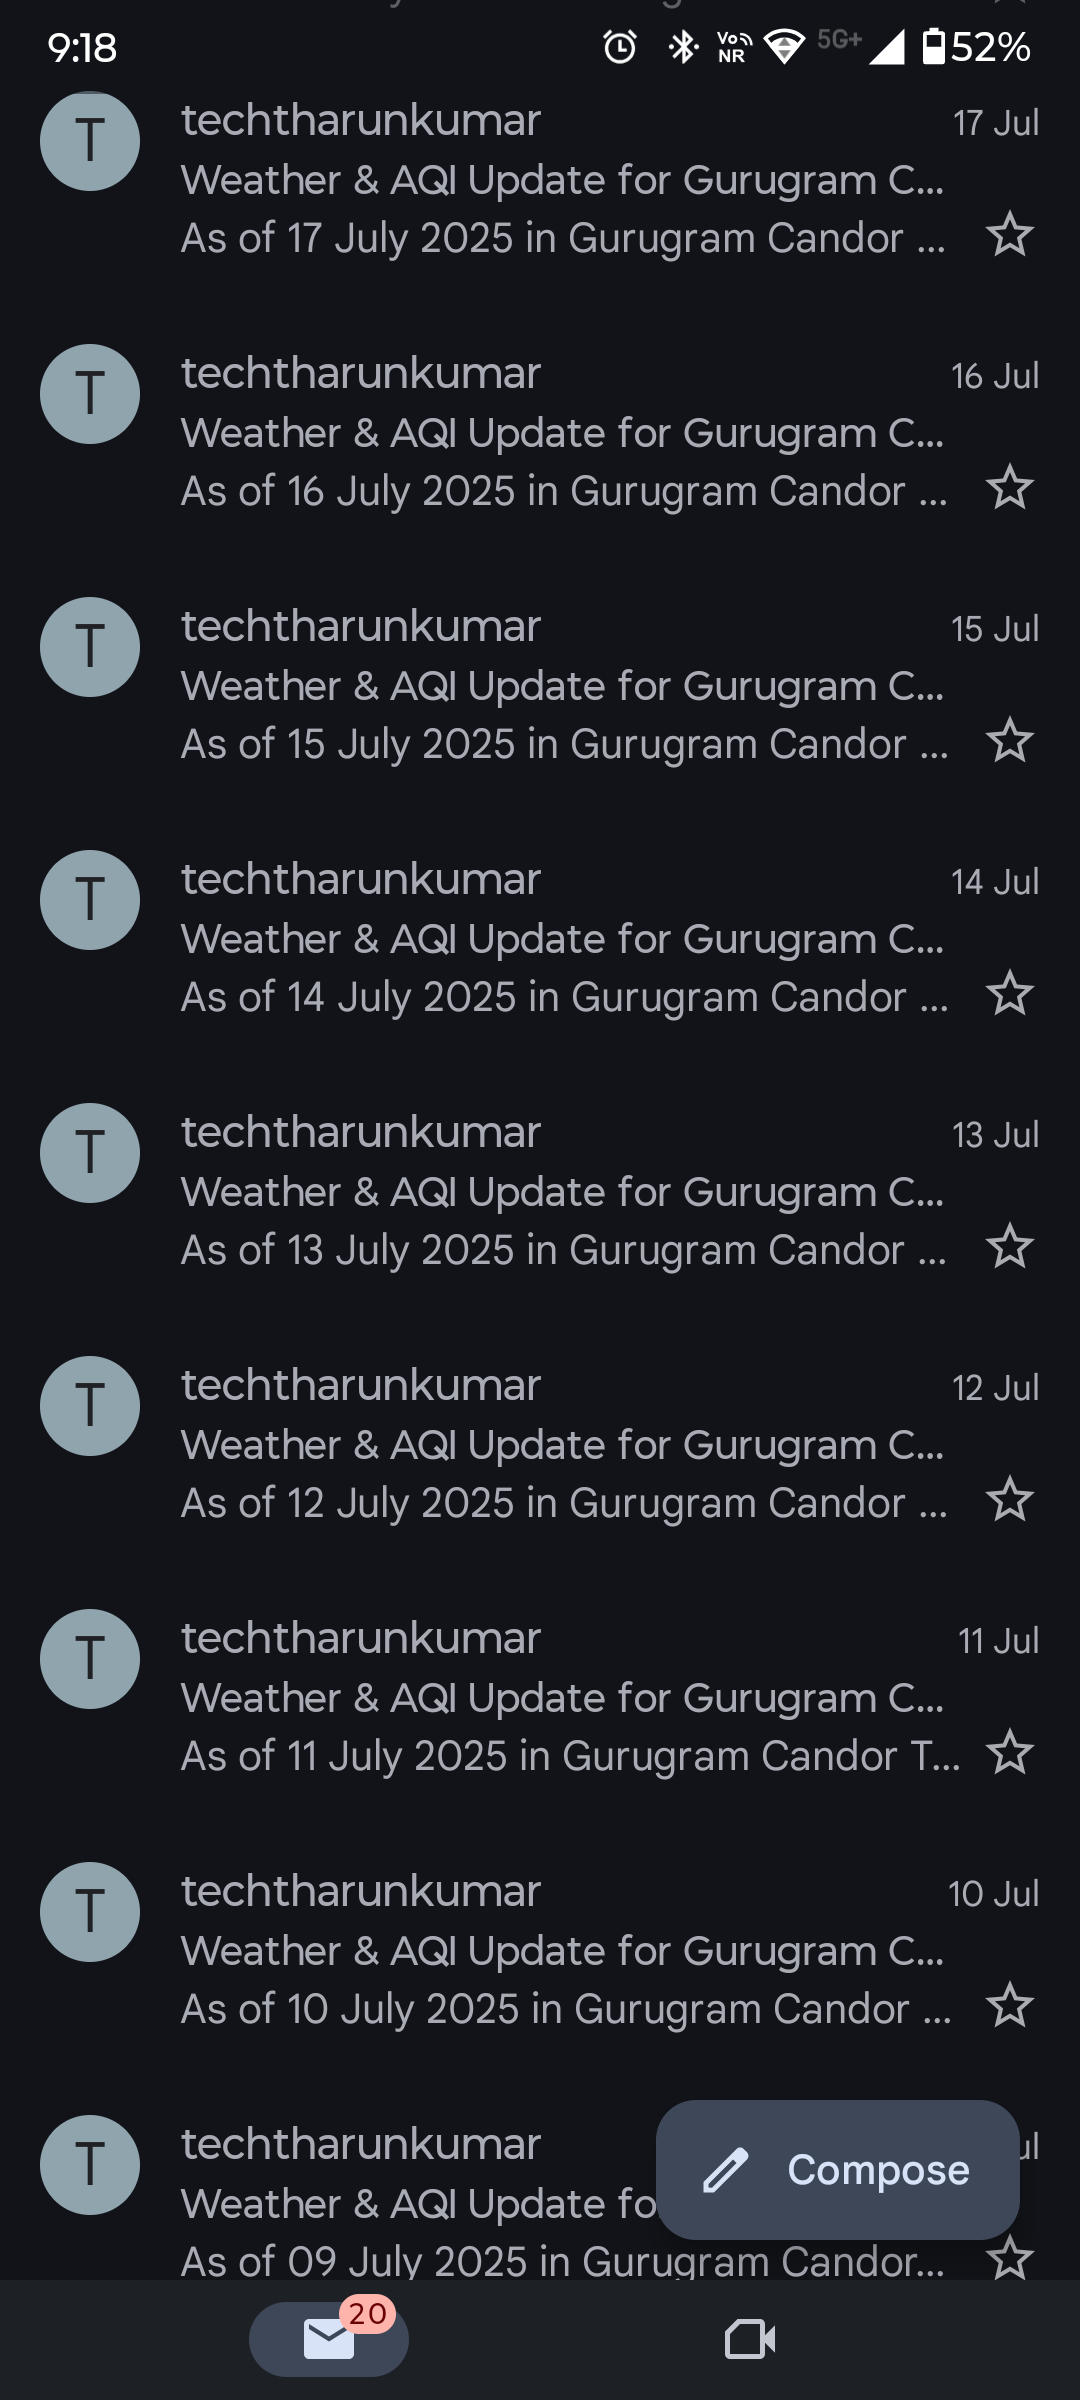 9:18
Vo
NR
5G+
52%
T
techtharunkumar
17 Jul
Weather & AQI Update for Gurugram C...
As of 17 July 2025 in Gurugram Candor ...
T
techtharunkumar
16 Jul
Weather & AQI Update for Gurugram C...
As of 16 July 2025 in Gurugram Candor ...
T
techtharunkumar
15 Jul
Weather & AQI Update for Gurugram C...
As of 15 July 2025 in Gurugram Candor ...
T
techtharunkumar
14 Jul
Weather & AQI Update for Gurugram C...
As of 14 July 2025 in Gurugram Candor ...
T
techtharunkumar
13 Jul
Weather & AQI Update for Gurugram C...
As of 13 July 2025 in Gurugram Candor ...
T
techtharunkumar
12 Jul
Weather & AQI Update for Gurugram C...
As of 12 July 2025 in Gurugram Candor ...
T
techtharunkumar
11 Jul
Weather & AQI Update for Gurugram C...
As of 11 July 2025 in Gurugram Candor T...
T
techtharunkumar
10 Jul
Weather & AQI Update for Gurugram C...
As of 10 July 2025 in Gurugram Candor ...
T
techtharunkumar
Weather & AQI Update fo
Compose
As of 09 July 2025 in Gurugram Candor...
20